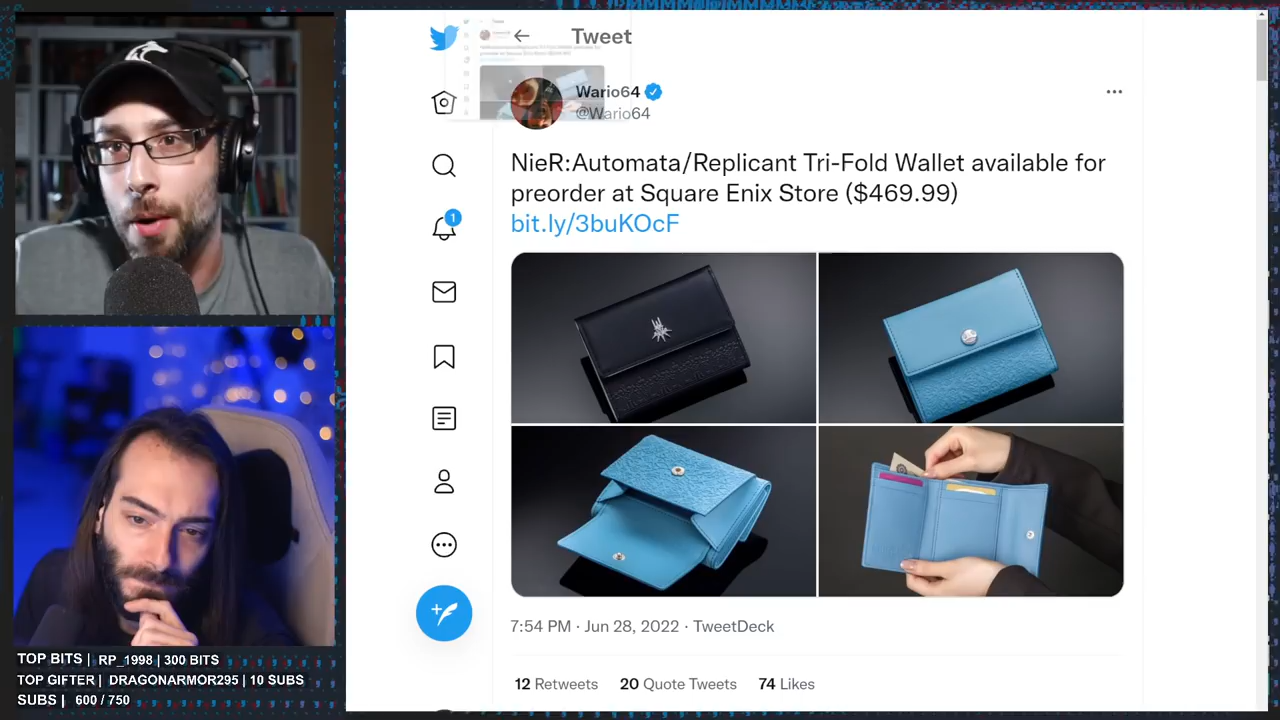 Tweet
Wario64
@Wario64
NieR:Automata/Replicant Tri-Fold Wallet available for
preorder at Square Enix Store ($469.99)
bit.ly/3buKOcF
1
7:54 PM · Jun 28, 2022 · TweetDeck
12 Retweets 20 Quote Tweets 74 Likes
TOP BITS | RP_1998 | 300 BITS
TOP GIFTER | DRAGONARMOR295 | 10 SUBS
SUBS | 600 / 750